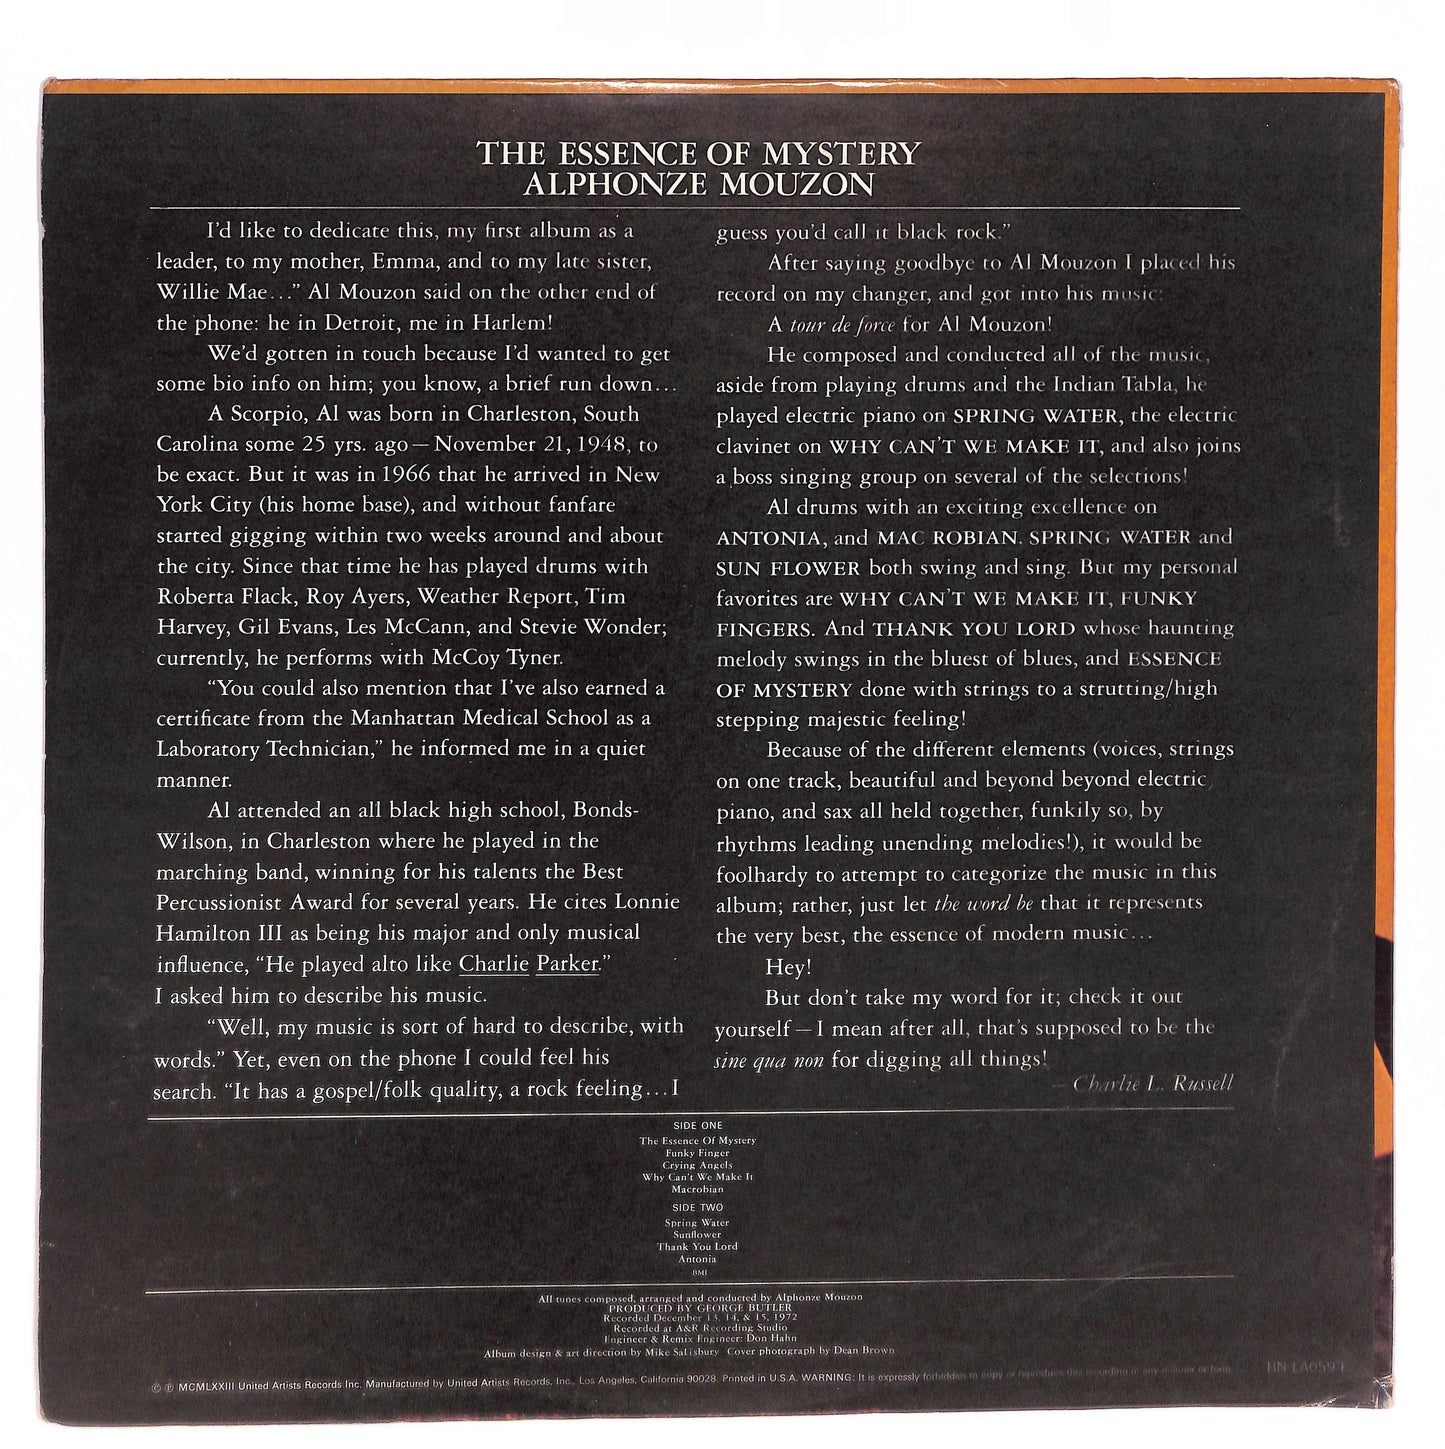 THE ESSENCE OF MYSTERY
ALPHONZE MOUZON
I'd like to dedicate this, my first album as a
leader, to my mother, Emma, and to my late sister,
Willie Mae...” Al Mouzon said on the other end of
the phone: he in Detroit, me in Harlem!
We'd gotten in touch because I'd wanted to get
some bio info on him; you know, a brief run down...
A Scorpio, Al was born in Charleston, South
Carolina some 25 yrs. ago—November 21, 1948, to
be exact. But it was in 1966 that he arrived in New
York City (his home base), and without fanfare
started gigging within two weeks around and about
the city. Since that time he has played drums with
Roberta Flack, Roy Ayers, Weather Report, Tim
Harvey, Gil Evans, Les McCann, and Stevie Wonder;
currently, he performs with McCoy Tyner.
“You could also mention that I've also earned a
certificate from the Manhattan Medical School as a
Laboratory Technician,” he informed me in a quiet
manner.
Al attended an all black high school, Bonds-
Wilson, in Charleston where he played in the
marching band, winning for his talents the Best
Percussionist Award for several years. He cites Lonnie
Hamilton III as being his major and only musical
influence, “He played alto like Charlie Parker.”
I asked him to describe his music.
“Well, my music is sort of hard to describe, with
words.” Yet, even on the phone I could feel his
search. “It has a gospel/folk quality, a rock feeling...I
guess you'd call it black rock.”
After saying goodbye to Al Mouzon I placed his
record on my changer, and got into his music:
A tour de force for Al Mouzon!
He composed and conducted all of the music,
aside from playing drums and the Indian Tabla, he
played electric piano on SPRING WATER, the electric
clavinet on WHY CAN'T WE MAKE IT, and also joins
a boss singing group on several of the selections!
Al drums with an exciting excellence on
ANTONIA, and MAC ROBIAN. SPRING WATER and
SUN FLOWER both swing and sing. But my personal
favorites are WHY CAN'T WE MAKE IT, FUNKY
FINGERS. And THANK YOU LORD whose haunting
melody swings in the bluest of blues, and ESSENCE
OF MYSTERY done with strings to a strutting/high
stepping majestic feeling!
Because of the different elements (voices, strings
on one track, beautiful and beyond beyond electric
piano, and sax all held together, funkily so, by
rhythms leading unending melodies!), it would be
foolhardy to attempt to categorize the music in this
album; rather, just let the word be that it represents
the very best, the essence of modern music...
Hey!
But don't take my word for it; check it out
yourself—I mean after all, that's supposed to be the
sine qua non for digging all things!
— Charlie L. Russell
SIDE ONE
The Essence Of Mystery
Funky Finger
Crying Angels
Why Can't We Make It
Macrobian
SIDE TWO
Spring Water
Sunflower
Thank You Lord
Antonia
BMI
All tunes composed, arranged and conducted by Alphonze Mouzon
PRODUCED BY GEORGE BUTLER
Recorded December 13, 14, & 15, 1972
Recorded at A&R Recording Studio
Engineer & Remix Engineer: Don Hahn
Album design & art direction by Mike Salisbury Cover photograph by Dean Brown
BN-LA059-F
© ℗ MCMLXXIII United Artists Records Inc. Manufactured by United Artists Records, Inc., Los Angeles, California 90028. Printed in U.S.A. WARNING: It is expressly forbidden to copy or reproduce this recording in any manner or form.